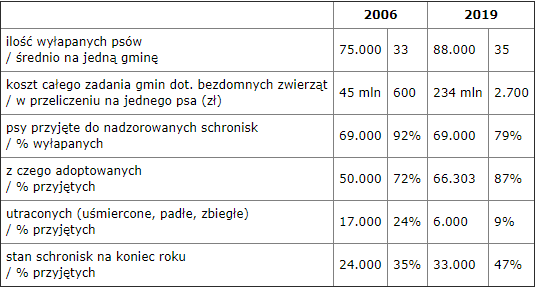 2006 2019
ilość wyłapanych psów
/ średnio na jedną gminę
75.000 33 88.000 35
koszt całego zadania gmin dot. bezdomnych zwierząt
/ w przeliczeniu na jednego psa (zł)
45 mln 600 234 mln 2.700
psy przyjęte do nadzorowanych schronisk
/ % wyłapanych
69.000 92% 69.000 79%
z czego adoptowanych
/ % przyjętych
50.000 72% 66.303 87%
utraconych (uśmiercone, padłe, zbiegłe)
/ % przyjętych
17.000 24% 6.000 9%
stan schronisk na koniec roku
/ % przyjętych
24.000 35% 33.000 47%